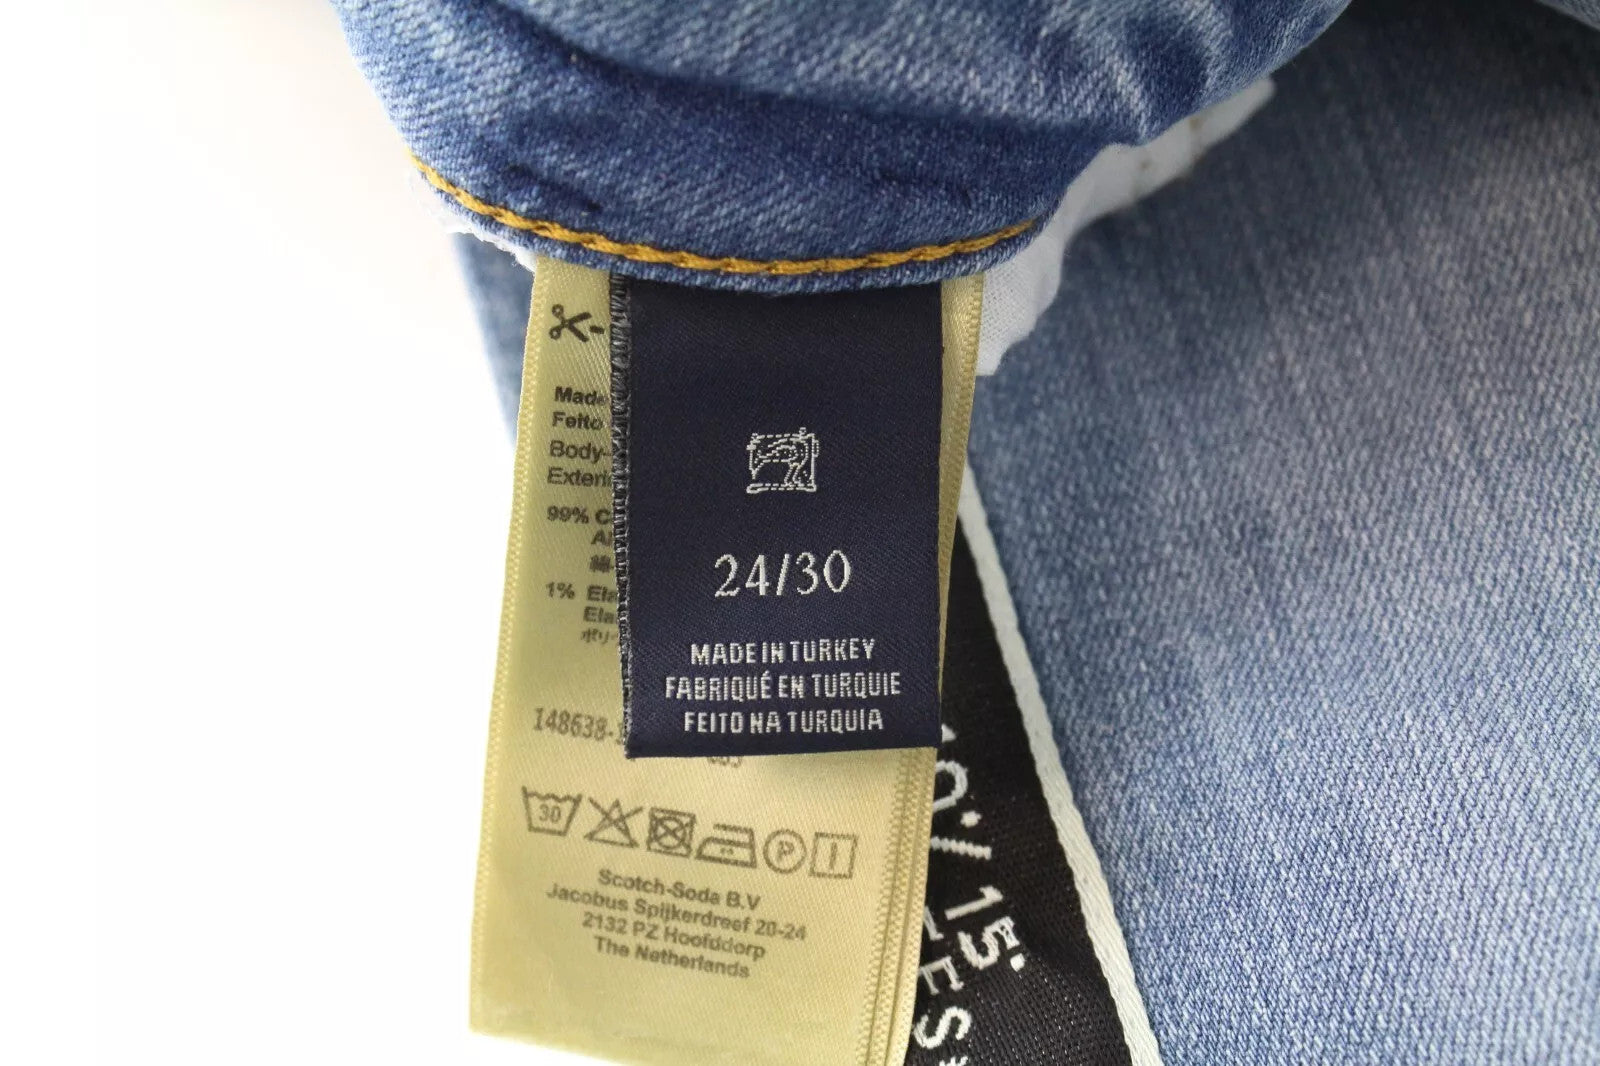 24/30
MADE IN TURKEY
FABRIQUÉ EN TURQUIE
FEITO NA TURQUIA
Made
Feito
Body-
99%
1%
148638-
30
P
Scotch-Soda B.V
Jacobus Spijkerdreef 20-24
2132 PZ Hoofddorp
The Netherlands
15'